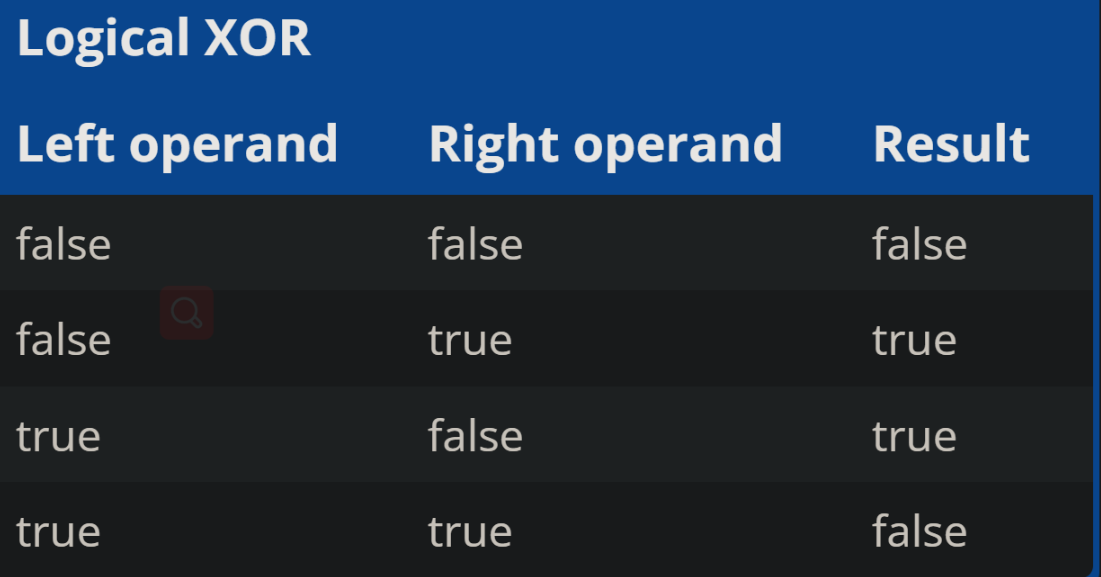 Logical XOR
Left operand Right operand Result
false false false
false true true
true false true
true true false